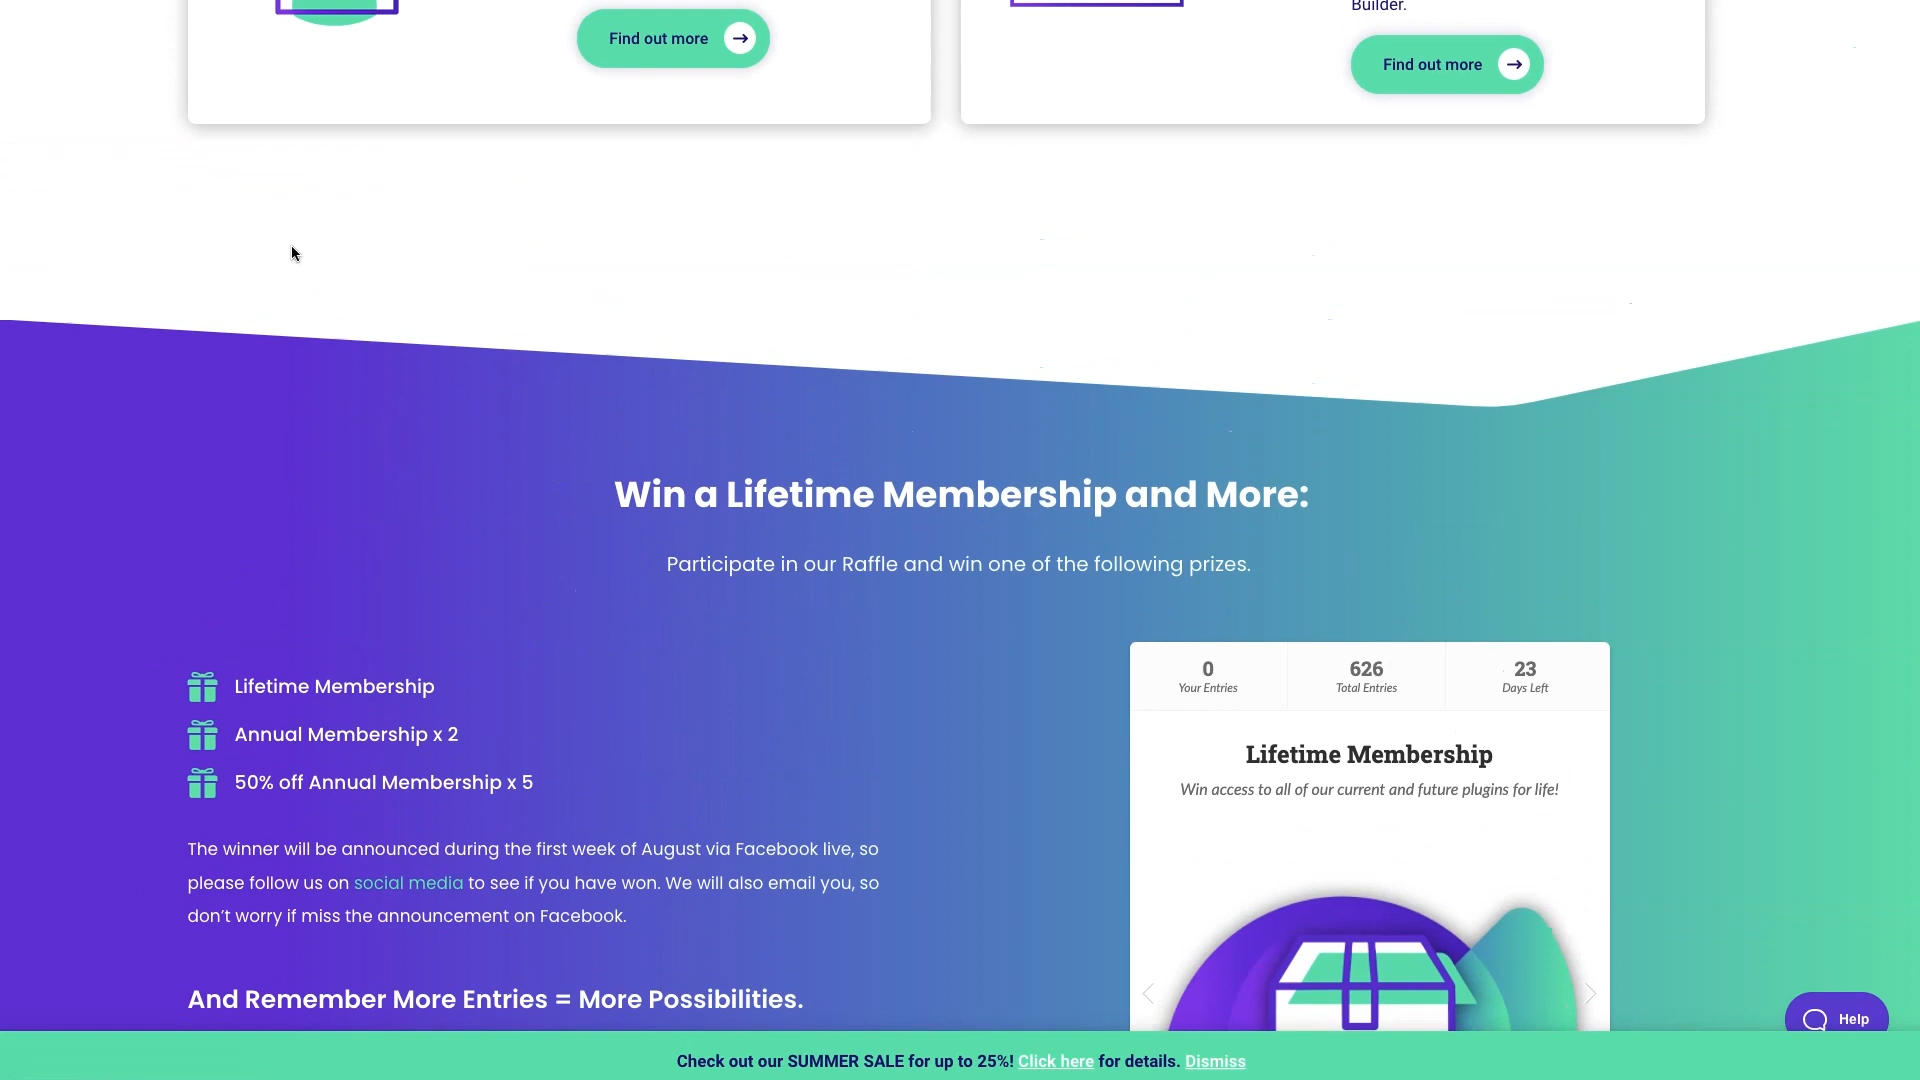 Builder.
Find out more
Find out more
Win a Lifetime Membership and More:
Participate in our Raffle and win one of the following prizes.
Lifetime Membership
Annual Membership x 2
50% off Annual Membership x 5
The winner will be announced during the first week of August via Facebook live, so
please follow us on social media to see if you have won. We will also email you, so
don’t worry if miss the announcement on Facebook.
And Remember More Entries = More Possibilities.
0 626 23
Your Entries Total Entries Days Left
Lifetime Membership
Win access to all of our current and future plugins for life!
Help
Check out our SUMMER SALE for up to 25%! Click here for details. Dismiss